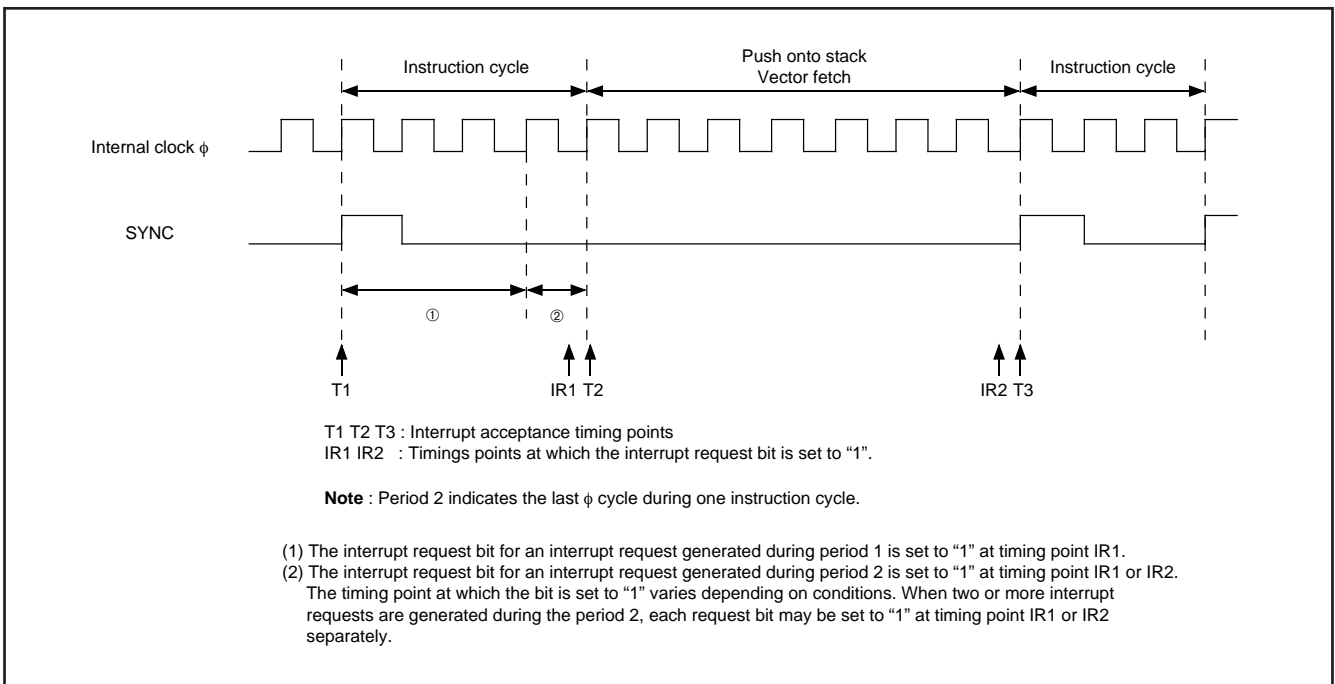 Instruction cycle
Push onto stack
Vector fetch
Instruction cycle
Internal clock ϕ
SYNC
①
②
T1
IR1 T2
IR2 T3
T1 T2 T3 : Interrupt acceptance timing points
IR1 IR2 : Timings points at which the interrupt request bit is set to “1”.
Note : Period 2 indicates the last ϕ cycle during one instruction cycle.
(1) The interrupt request bit for an interrupt request generated during period 1 is set to “1” at timing point IR1.
(2) The interrupt request bit for an interrupt request generated during period 2 is set to “1” at timing point IR1 or IR2.
The timing point at which the bit is set to “1” varies depending on conditions. When two or more interrupt
requests are generated during the period 2, each request bit may be set to “1” at timing point IR1 or IR2
separately.